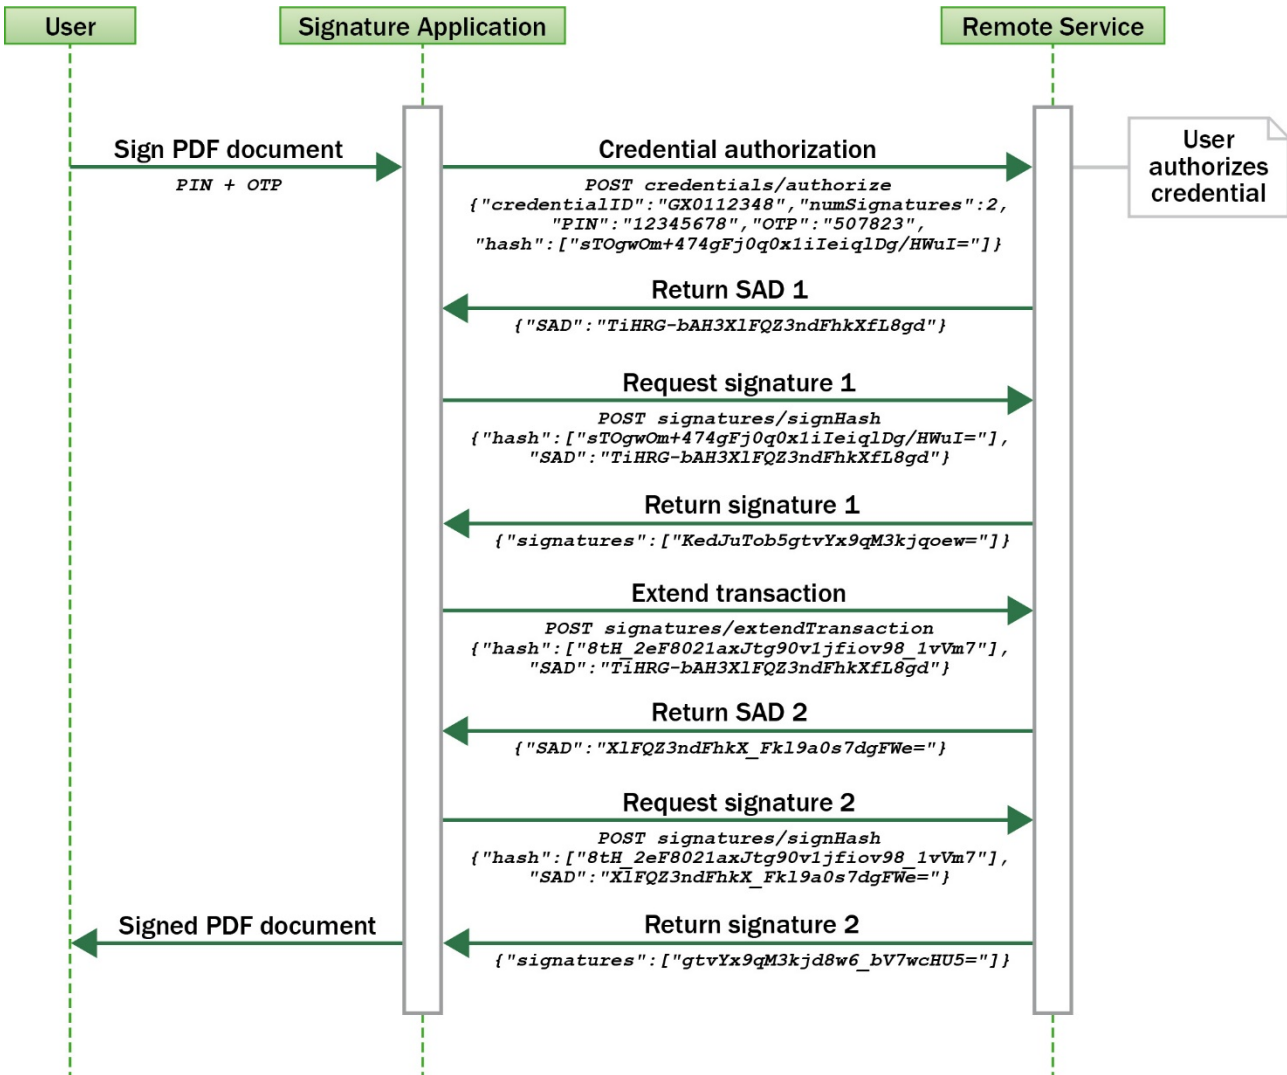 User
Signature Application
Remote Service
User
authorizes
credential
Sign PDF document
PIN + OTP
Credential authorization
POST credentials/authorize
{"credentialID":"GX0112348","numSignatures":2,
"PIN":"12345678","OTP":"507823",
"hash":["sTOgwOm+474gFj0q0x1iIeiqlDg/HWuI="]}
Return SAD 1
{"SAD":"TiHRG-bAH3XlFQZ3ndFhkXfL8gd"}
Request signature 1
POST signatures/signHash
{"hash":["sTOgwOm+474gFj0q0x1iIeiqlDg/HWuI="],
"SAD":"TiHRG-bAH3XlFQZ3ndFhkXfL8gd"}
Return signature 1
{"signatures":["KedJuTob5gtvYx9qM3kjqoew="]}
Extend transaction
POST signatures/extendTransaction
{"hash":["8tH_2eF8021axJtg90v1jfiov98_1vVm7"],
"SAD":"TiHRG-bAH3XlFQZ3ndFhkXfL8gd"}
Return SAD 2
{"SAD":"XlFQZ3ndFhkX_Fkl9a0s7dgFWe="}
Request signature 2
POST signatures/signHash
{"hash":["8tH_2eF8021axJtg90v1jfiov98_1vVm7"],
"SAD":"XlFQZ3ndFhkX_Fkl9a0s7dgFWe="}
Signed PDF document
Return signature 2
{"signatures":["gtvYx9qM3kjd8w6_bV7wcHU5="]}